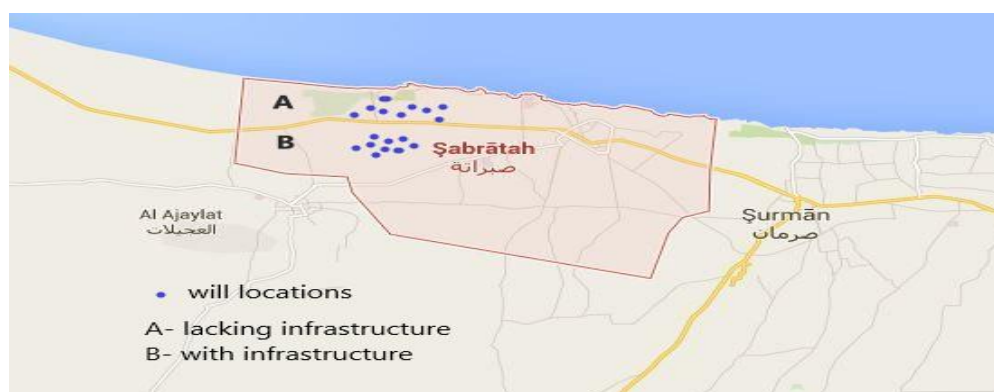 A
B
Şabrātah
صبراتة
Al Ajaylat
العجيلات
Şurmān
صرمان
will locations
A- lacking infrastructure
B- with infrastructure